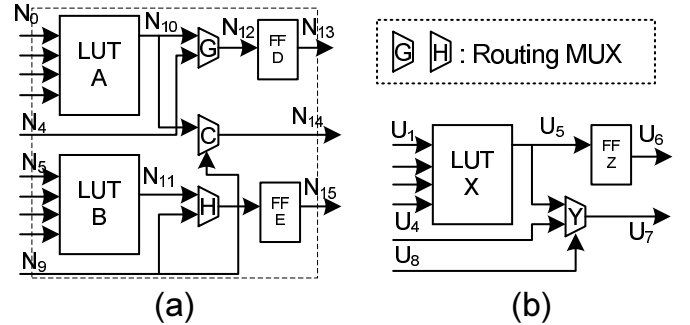 N0
N10
N12
N13
LUT
A
G
FF
D
N4
N14
C
N5
N11
N15
LUT
B
H
FF
E
N9
(a)
G H : Routing MUX
U1
U5
U6
LUT
X
FF
Z
Y
U4
U7
U8
(b)